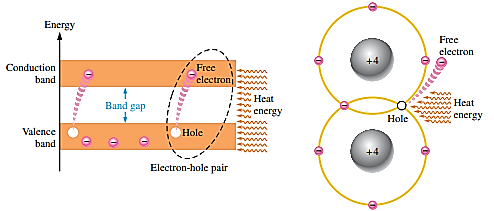 Energy
Conduction
band
Valence
band
Band gap
Free
electron
Hole
Heat
energy
Electron-hole pair
+4
Free
electron
Hole
Heat
energy
+4